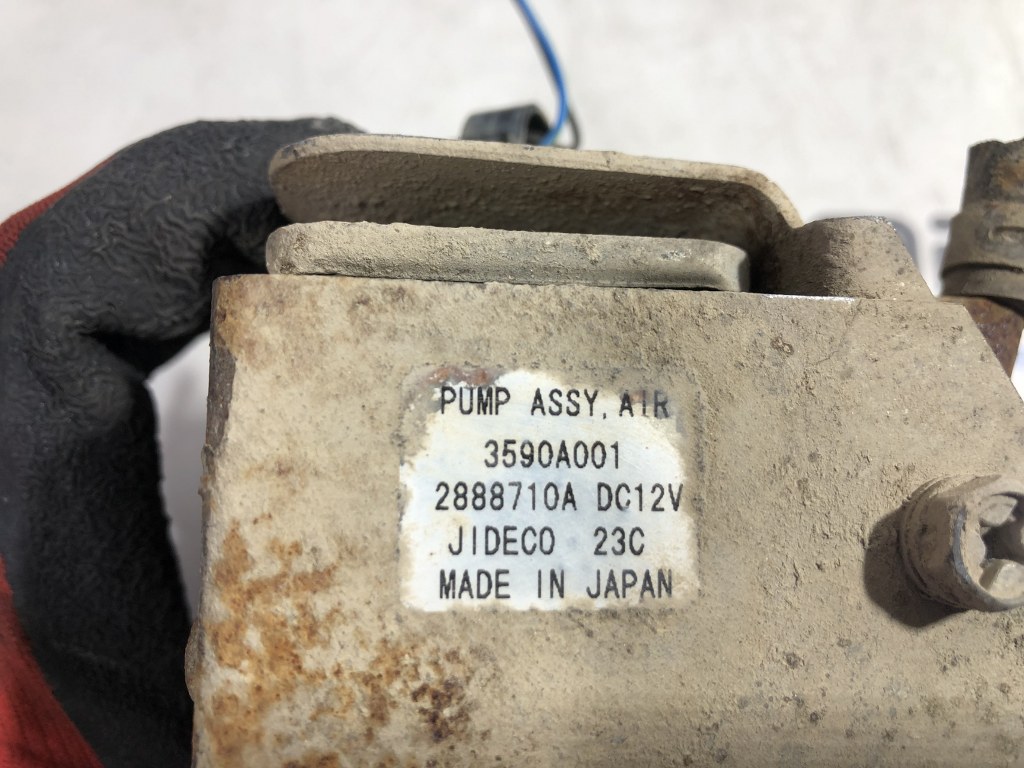 PUMP ASSY, AIR
3590A001
2888710A DC12V
JIDECO 23C
MADE IN JAPAN